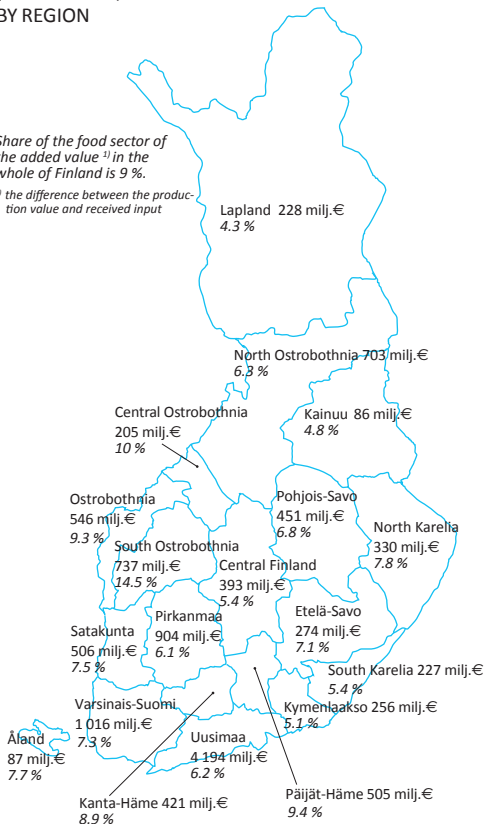 BY REGION
Share of the food sector of
the added value ¹⁾ in the
whole of Finland is 9 %.
⁾ the difference between the produc-
tion value and received input
Lapland 228 milj.€
4.3 %
North Ostrobothnia 703 milj.€
6.3 %
Central Ostrobothnia
205 milj.€
10 %
Kainuu 86 milj.€
4.8 %
Ostrobothnia
546 milj.€
9.3 %
Pohjois-Savo
451 milj.€
6.8 %
North Karelia
330 milj.€
7.8 %
South Ostrobothnia
737 milj.€
14.5 %
Central Finland
393 milj.€
5.4 %
Satakunta
506 milj.€
7.5 %
Pirkanmaa
904 milj.€
6.1 %
Etelä-Savo
274 milj.€
7.1 %
South Karelia 227 milj.€
5.4 %
Varsinais-Suomi
1 016 milj.€
7.3 %
Kymenlaakso 256 milj.€
5.1 %
Åland
87 milj.€
7.7 %
Uusimaa
4 194 milj.€
6.2 %
Kanta-Häme 421 milj.€
8.9 %
Päijät-Häme 505 milj.€
9.4 %